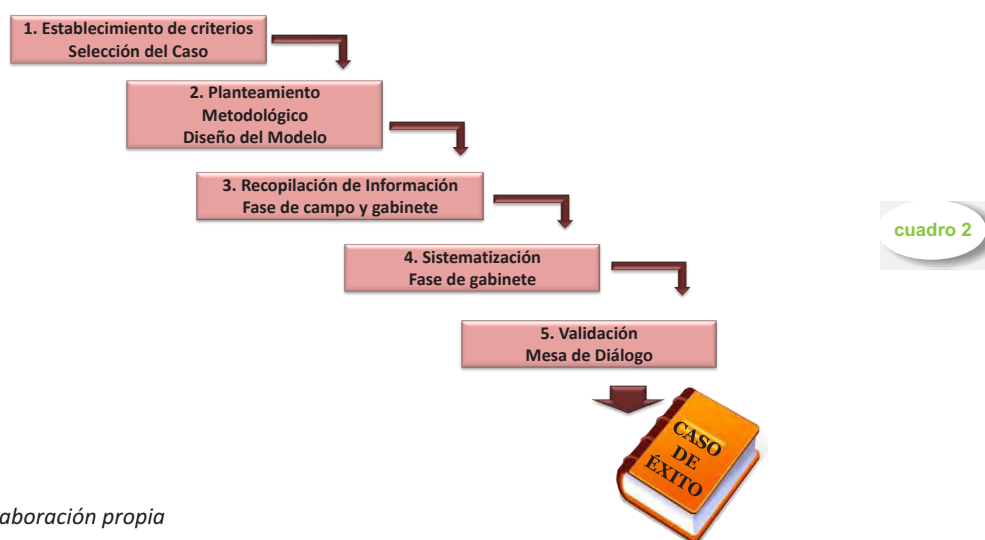 1. Establecimiento de criterios
Selección del Caso
2. Planteamiento
Metodológico
Diseño del Modelo
3. Recopilación de Información
Fase de campo y gabinete
cuadro 2
4. Sistematización
Fase de gabinete
5. Validación
Mesa de Diálogo
CASO
DE
ÉXITO
aboración propia